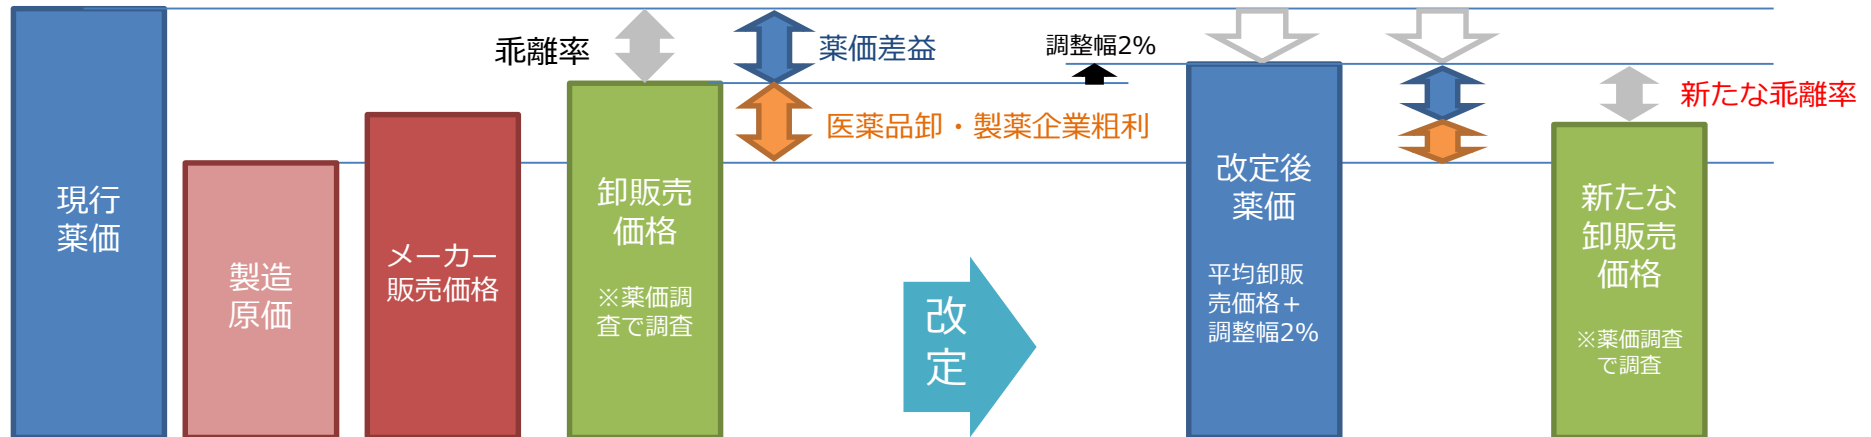 現行
薬価
製造
原価
メーカー
販売価格
乖離率
卸販売
価格
※薬価調
査で調査
薬価差益
医薬品卸・製薬企業粗利
改
定
調整幅2%
改定後
薬価
平均卸販
売価格＋
調整幅2%
新たな乖離率
新たな
卸販売
価格
※薬価調査
で調査